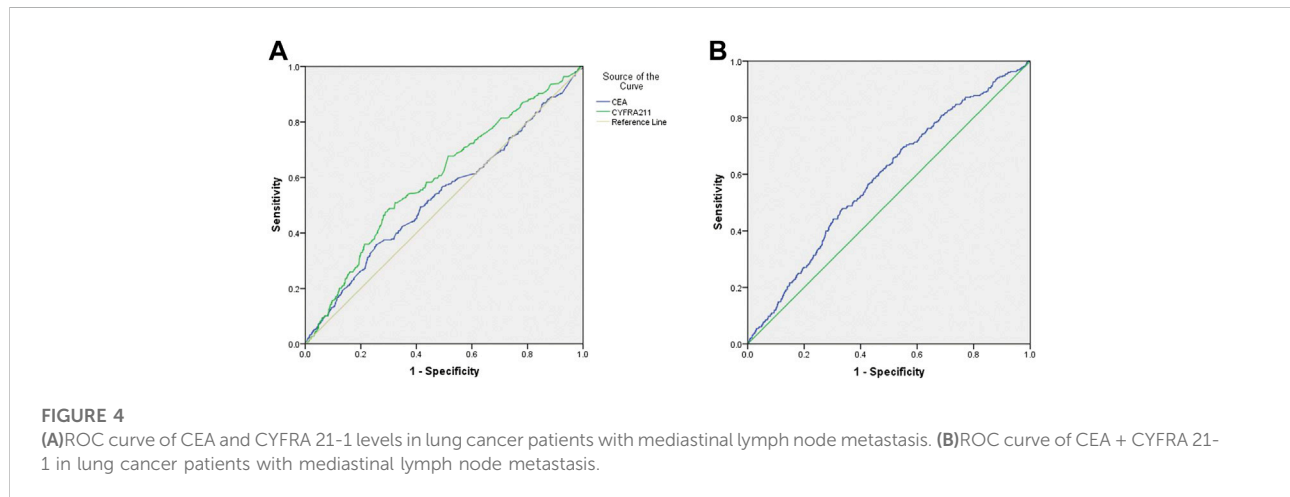 A
B
Source of the
Curve
CEA
CYFRA211
Reference Line
1.0
0.8
0.6
0.4
0.2
0.0
Sensitivity
0.0 0.2 0.4 0.6 0.8 1.0
1 - Specificity
1.0
0.8
0.6
0.4
0.2
0.0
Sensitivity
0.0 0.2 0.4 0.6 0.8 1.0
1 - Specificity
FIGURE 4
(A)ROC curve of CEA and CYFRA 21-1 levels in lung cancer patients with mediastinal lymph node metastasis. (B)ROC curve of CEA + CYFRA 21-
1 in lung cancer patients with mediastinal lymph node metastasis.